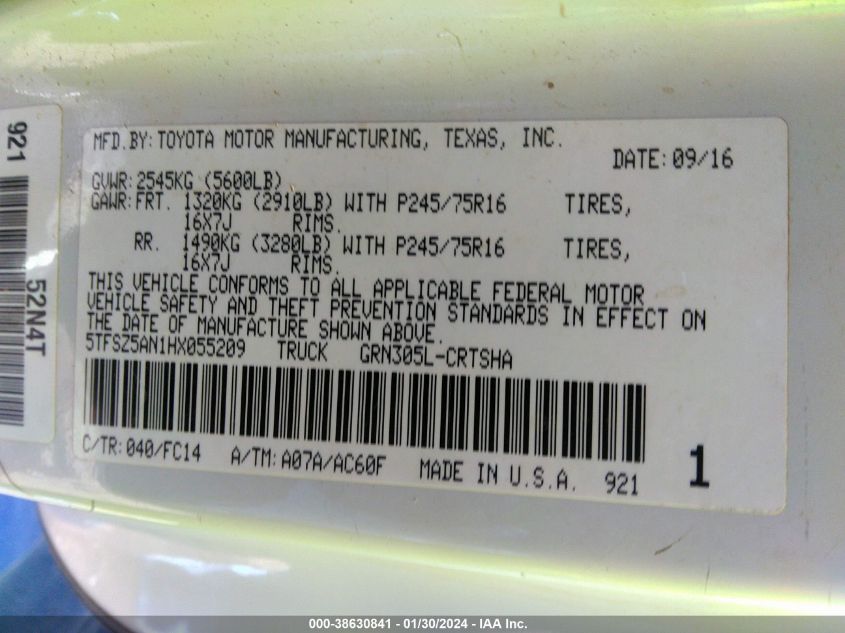 MFD.BY:TOYOTA MOTOR MANUFACTURING, TEXAS, INC.
DATE:09/16
GVWR:2545KG (5600LB)
GAWR:FRT. 1320KG (2910LB) WITH P245/75R16 TIRES,
16X7J RIMS.
RR. 1490KG (3280LB) WITH P245/75R16 TIRES,
16X7J RIMS.
THIS VEHICLE CONFORMS TO ALL APPLICABLE FEDERAL MOTOR
VEHICLE SAFETY AND THEFT PREVENTION STANDARDS IN EFFECT ON
THE DATE OF MANUFACTURE SHOWN ABOVE.
5TFSZ5AN1HX055209 TRUCK GRN305L-CRTSHA
C/TR:040/FC14 A/TM:A07A/AC60F MADE IN U.S.A. 921 1
921
52N4T
000-38630841 - 01/30/2024 - IAA Inc.